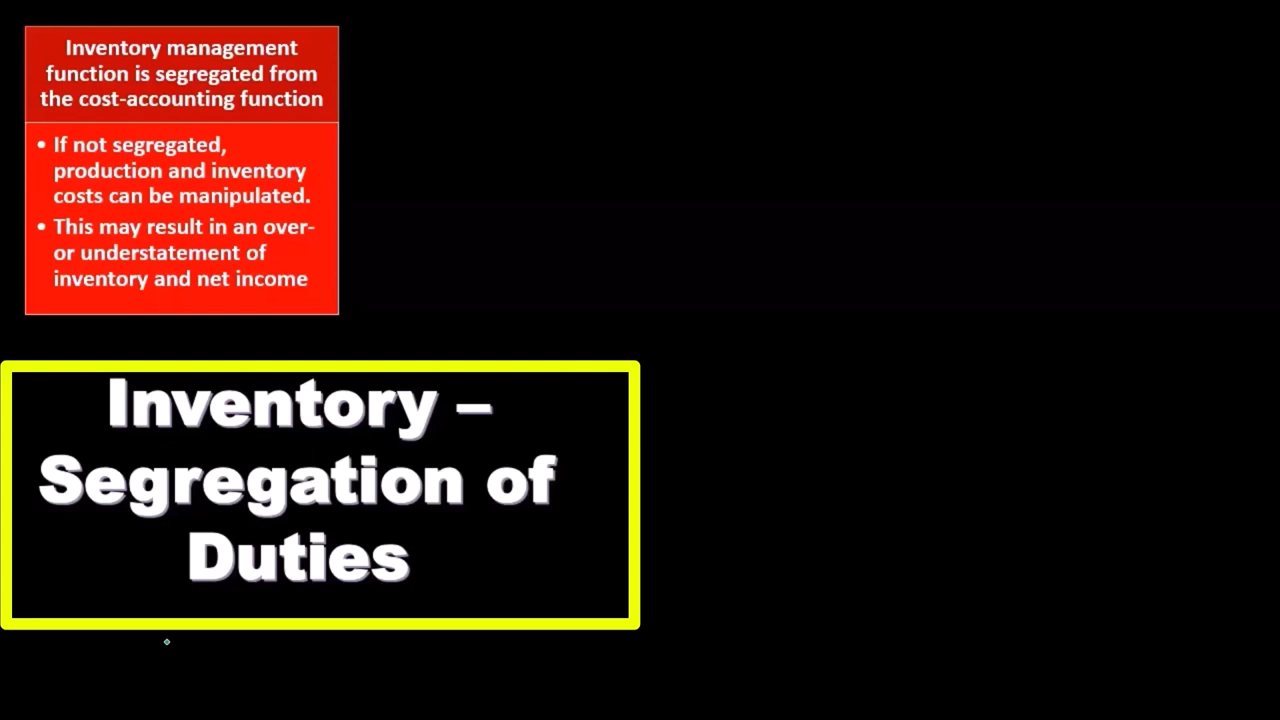 Inventory management
function is segregated from
the cost-accounting function
• If not segregated,
production and inventory
costs can be manipulated.
• This may result in an over-
or understatement of
inventory and net income
Inventory –
Segregation of
Duties